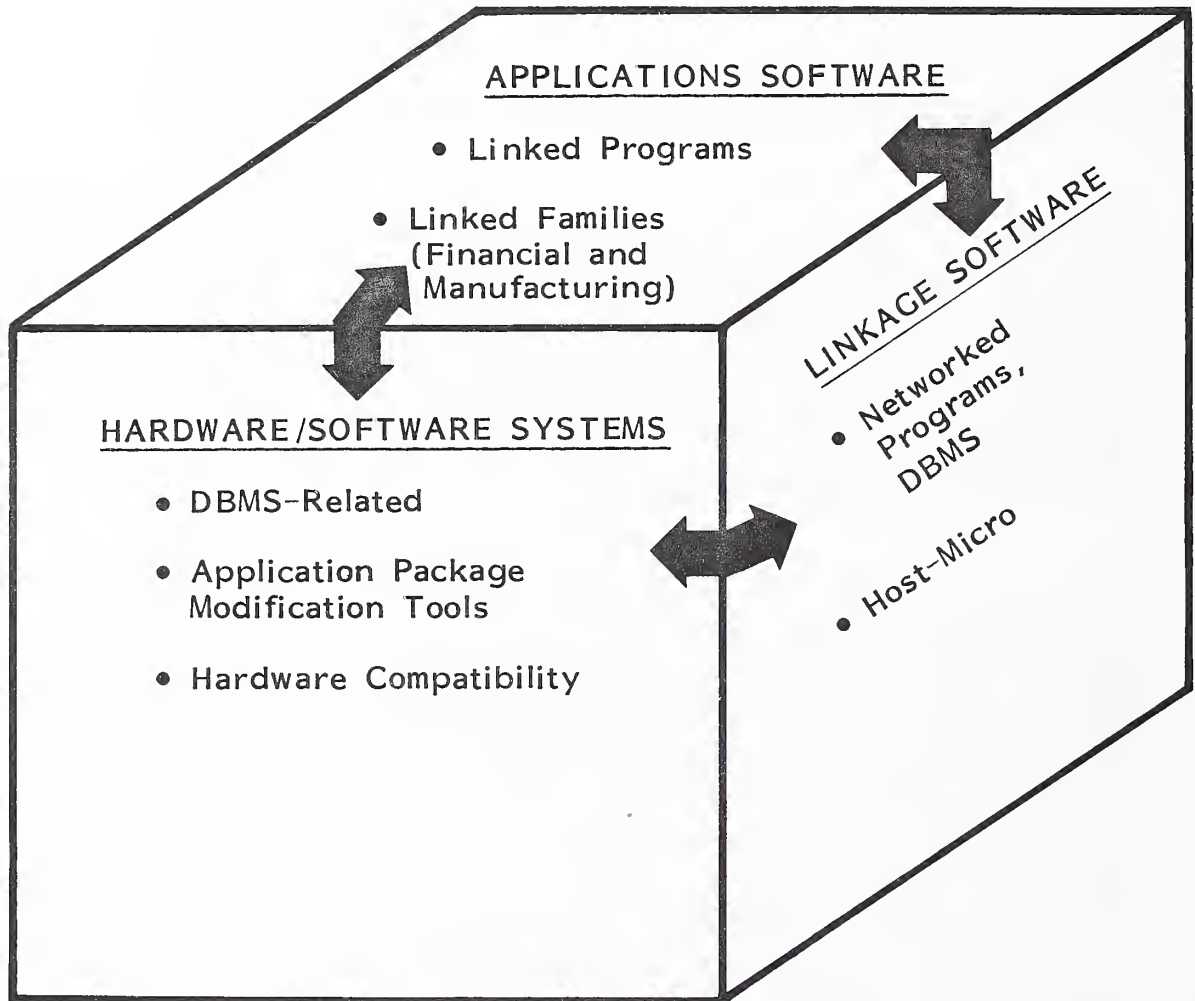 APPLICATIONS SOFTWARE
• Linked Programs
• Linked Families
(Financial and
Manufacturing)
HARDWARE/SOFTWARE SYSTEMS
• DBMS-Related
• Application Package
Modification Tools
• Hardware Compatibility
LINKAGE SOFTWARE
• Networked
Programs,
DBMS
• Host-Micro